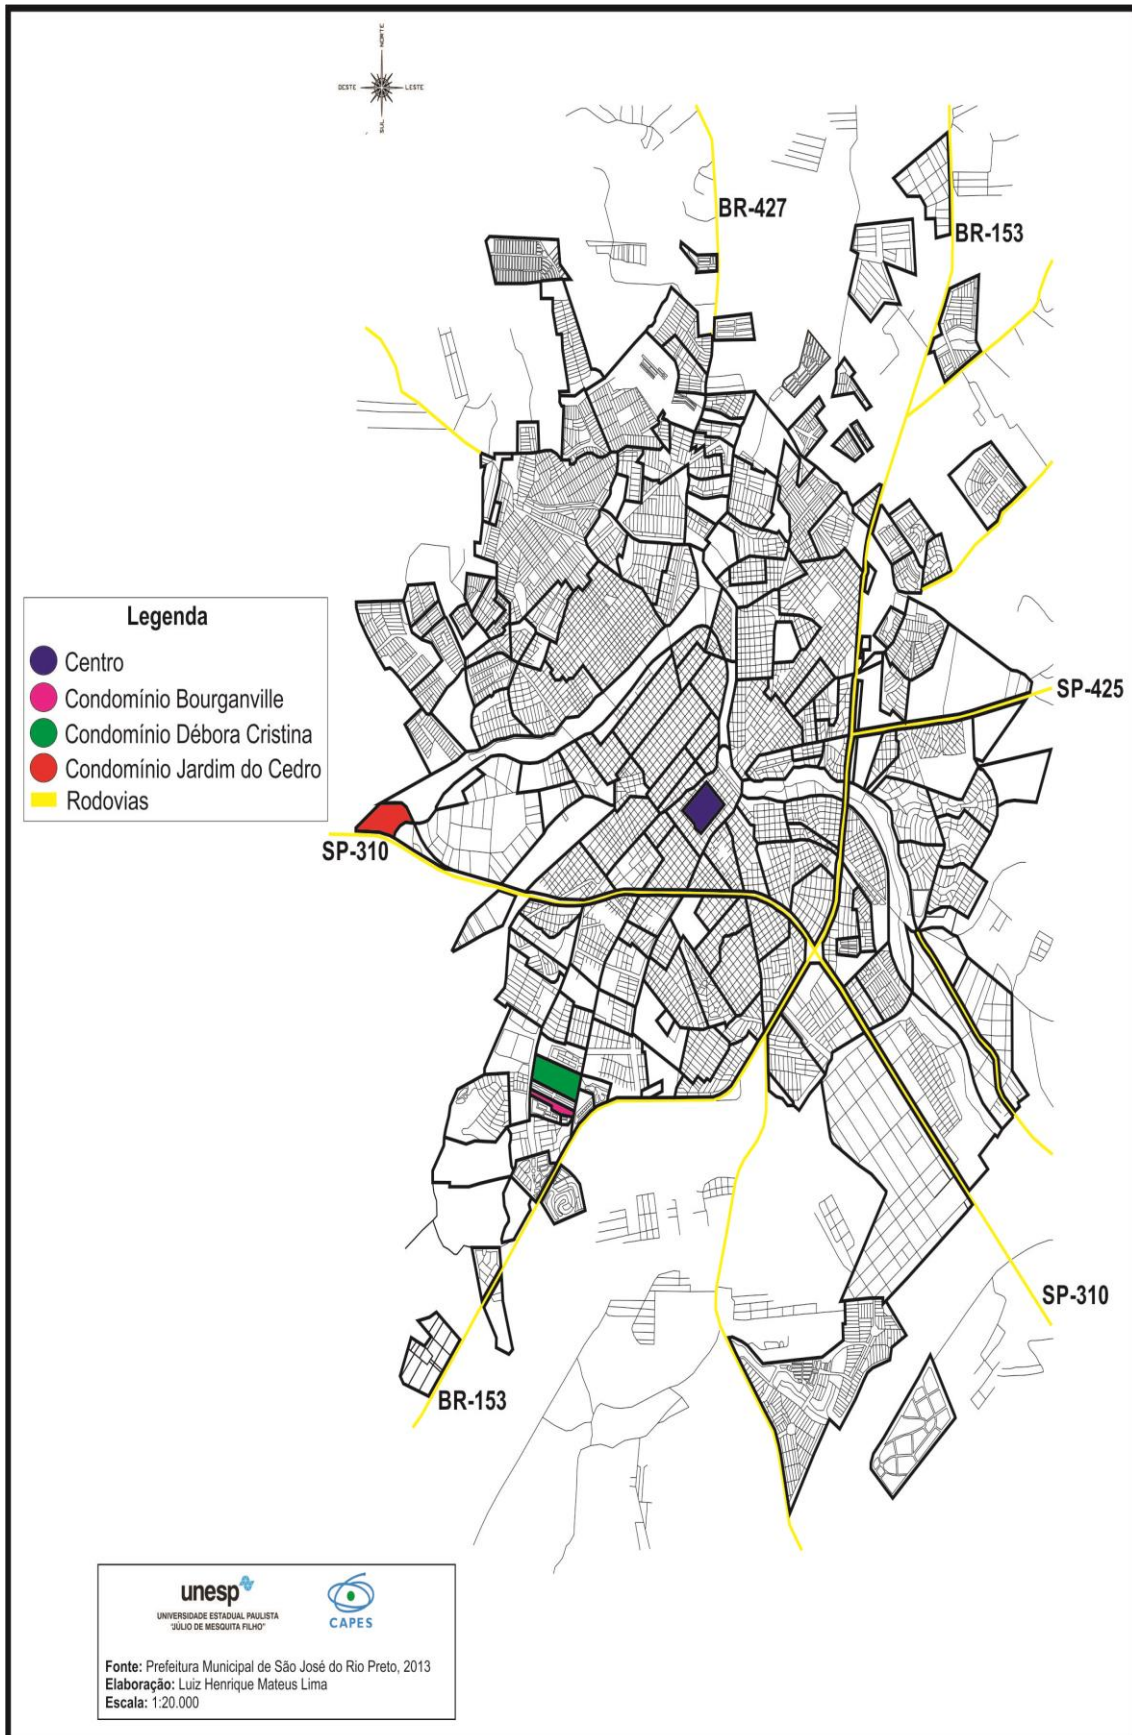 NORTE
OESTE
LESTE
SUL
BR-427
BR-153
Legenda
Centro
Condomínio Bourganville
Condomínio Débora Cristina
Condomínio Jardim do Cedro
Rodovias
SP-425
SP-310
SP-310
BR-153
unesp
UNIVERSIDADE ESTADUAL PAULISTA
"JÚLIO DE MESQUITA FILHO"
CAPES
Fonte: Prefeitura Municipal de São José do Rio Preto, 2013
Elaboração: Luiz Henrique Mateus Lima
Escala: 1:20.000